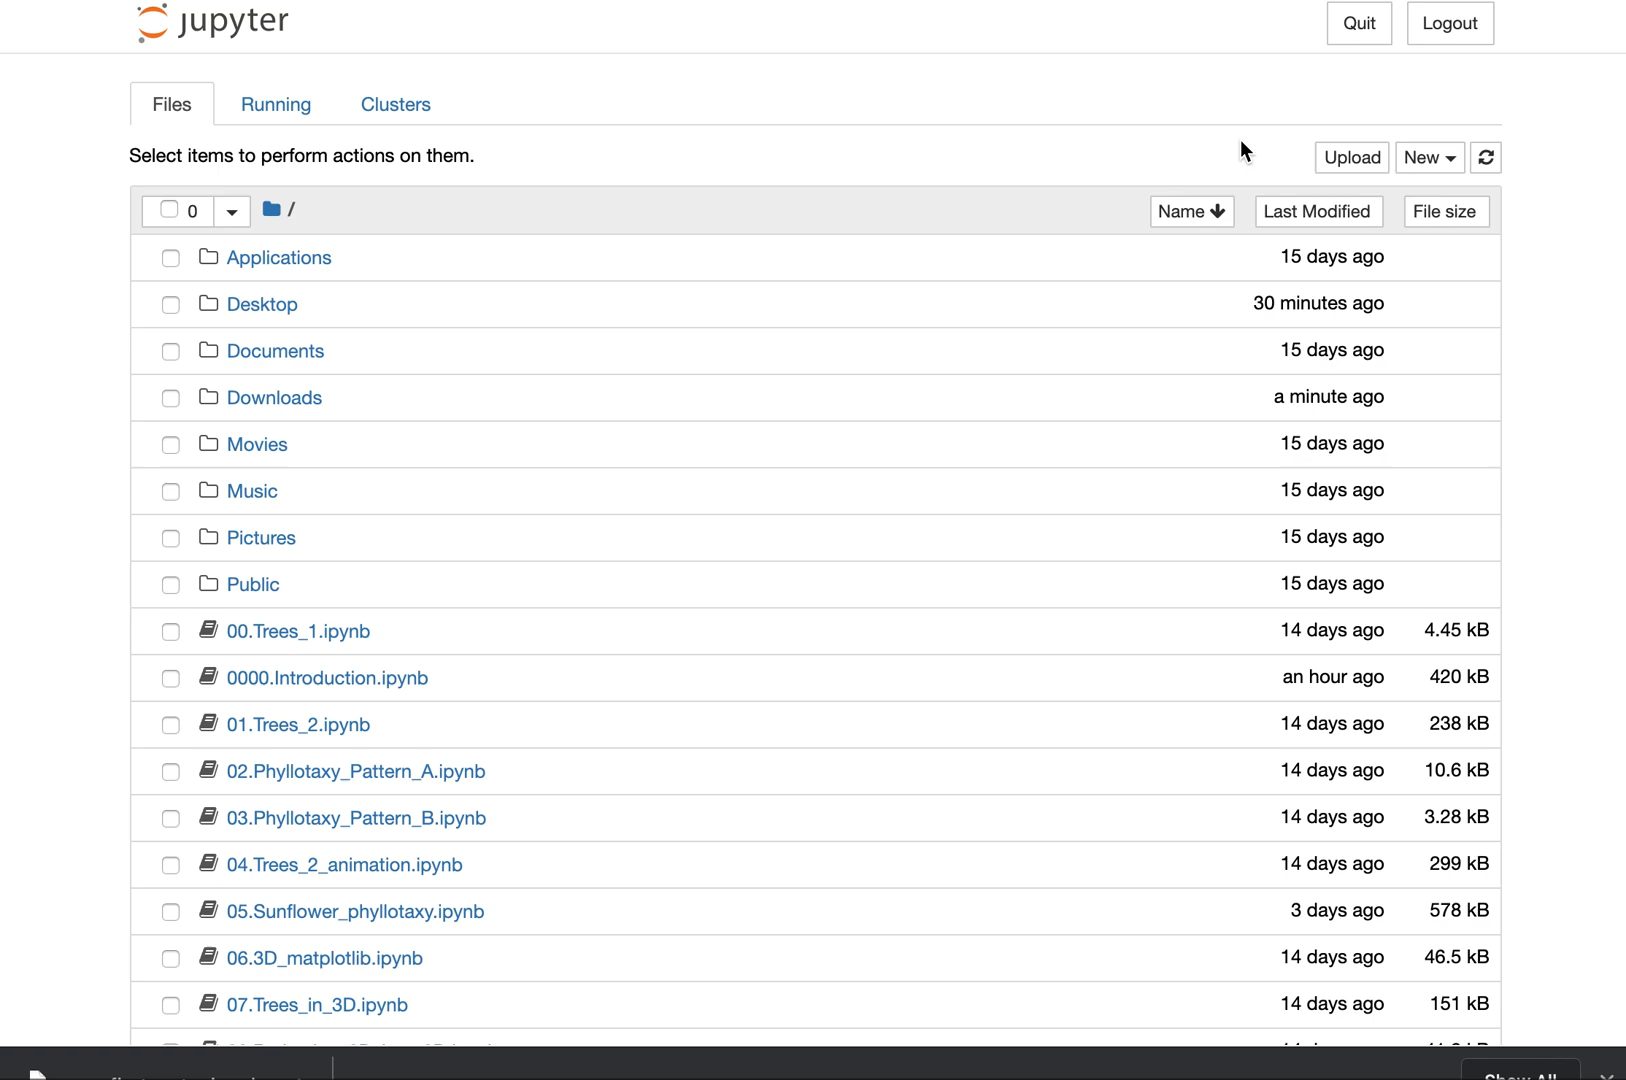 jupyter
Quit Logout
Files Running Clusters
Select items to perform actions on them.
Upload New
0 /
Name Last Modified File size
Applications 15 days ago
Desktop 30 minutes ago
Documents 15 days ago
Downloads a minute ago
Movies 15 days ago
Music 15 days ago
Pictures 15 days ago
Public 15 days ago
00.Trees_1.ipynb 14 days ago 4.45 kB
0000.Introduction.ipynb an hour ago 420 kB
01.Trees_2.ipynb 14 days ago 238 kB
02.Phyllotaxy_Pattern_A.ipynb 14 days ago 10.6 kB
03.Phyllotaxy_Pattern_B.ipynb 14 days ago 3.28 kB
04.Trees_2_animation.ipynb 14 days ago 299 kB
05.Sunflower_phyllotaxy.ipynb 3 days ago 578 kB
06.3D_matplotlib.ipynb 14 days ago 46.5 kB
07.Trees_in_3D.ipynb 14 days ago 151 kB
Show All